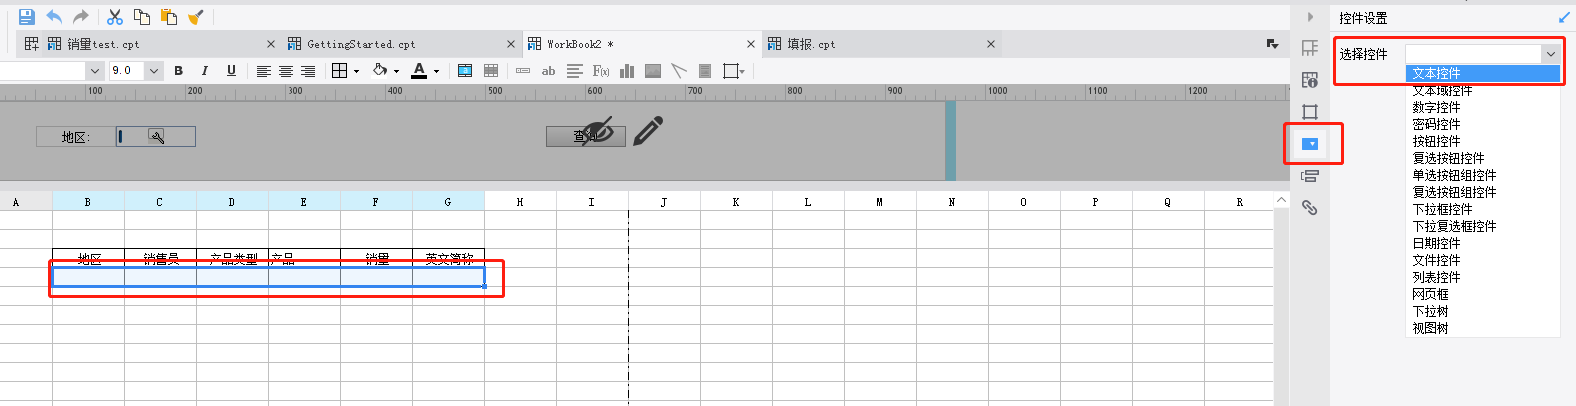 控件设置
销量test.cpt GettingStarted.cpt WorkBook2 * 填报.cpt
选择控件
9.0 B I U ab F(x) A
文本控件
文本域控件
数字控件
密码控件
按钮控件
复选按钮控件
单选按钮组控件
复选按钮组控件
下拉框控件
下拉复选框控件
日期控件
文件控件
列表控件
网页框
下拉树
视图树
100 200 300 400 500 600 700 800 900 1000 1100 1200
地区: 查询
A B C D E F G H I J K L M N O P Q R
地区 销售员 产品类型 产品 销量 英文简称